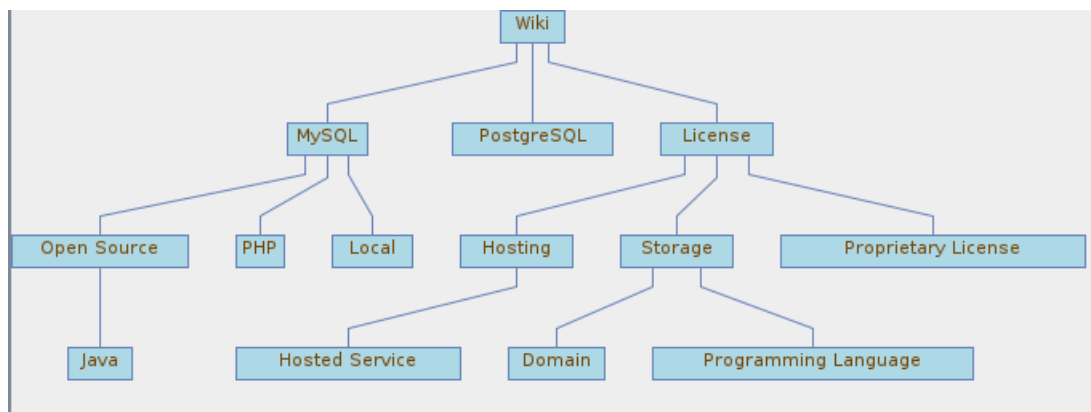 Wiki
MySQL
PostgreSQL
License
Open Source
PHP
Local
Hosting
Storage
Proprietary License
Java
Hosted Service
Domain
Programming Language